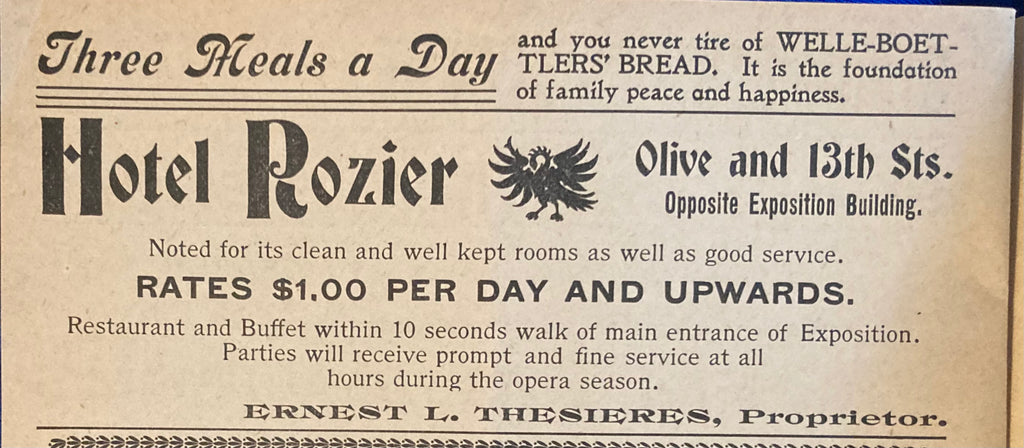 Three Meals a Day
and you never tire of WELLE-BOET-
TLERS' BREAD. It is the foundation
of family peace and happiness.
Hotel Rozier
Olive and 13th Sts.
Opposite Exposition Building.
Noted for its clean and well kept rooms as well as good service.
RATES $1.00 PER DAY AND UPWARDS.
Restaurant and Buffet within 10 seconds walk of main entrance of Exposition.
Parties will receive prompt and fine service at all
hours during the opera season.
ERNEST L. THESIERES, Proprietor.